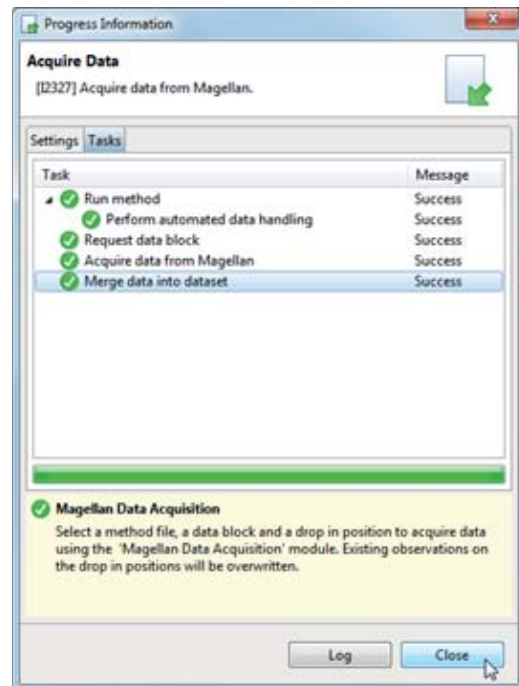 Progress Information
Acquire Data
[I2327] Acquire data from Magellan.
Settings Tasks
Task Message
Run method Success
Perform automated data handling Success
Request data block Success
Acquire data from Magellan Success
Merge data into dataset Success
Magellan Data Acquisition
Select a method file, a data block and a drop in position to acquire data
using the 'Magellan Data Acquisition' module. Existing observations on
the drop in positions will be overwritten.
Log Close